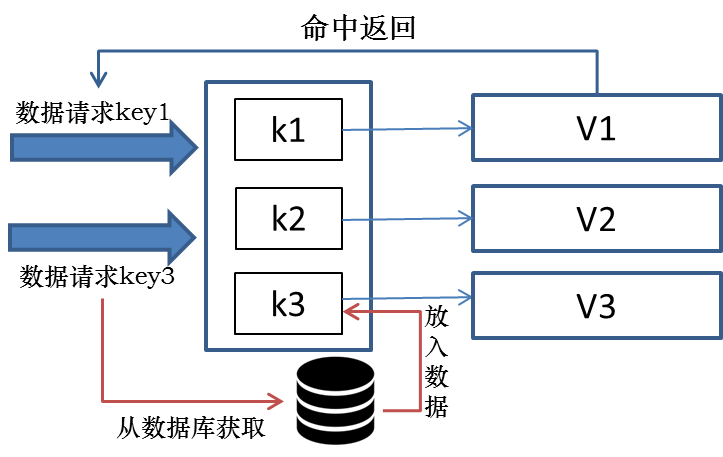 命中返回
数据请求key1
k1
V1
k2
V2
数据请求key3
k3
V3
放入数据
从数据库获取